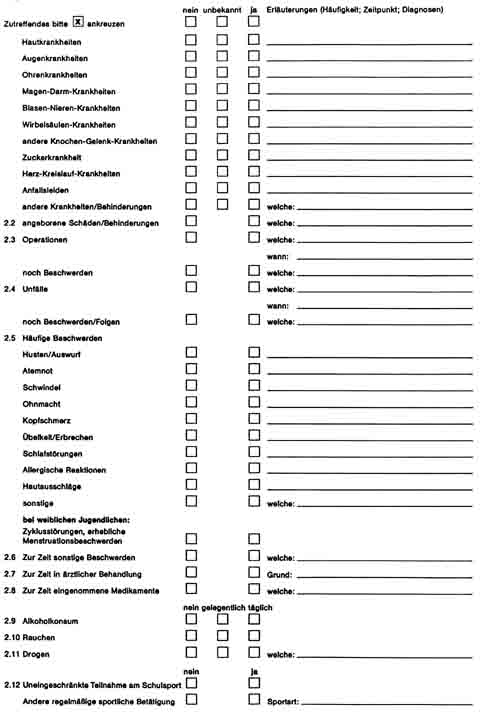 nein unbekannt ja Erläuterungen (Häufigkeit; Zeitpunkt; Diagnosen)
Zutreffendes bitte x ankreuzen
Hautkrankheiten
Augenkrankheiten
Ohrenkrankheiten
Magen-Darm-Krankheiten
Blasen-Nieren-Krankheiten
Wirbelsäulen-Krankheiten
andere Knochen-Gelenk-Krankheiten
Zuckerkrankheit
Herz-Kreislauf-Krankheiten
Anfallsleiden
andere Krankheiten/Behinderungen welche:
2.2 angeborene Schäden/Behinderungen welche:
2.3 Operationen welche:
wann:
noch Beschwerden welche:
2.4 Unfälle welche:
wann:
noch Beschwerden/Folgen welche:
2.5 Häufige Beschwerden
Husten/Auswurf
Atemnot
Schwindel
Ohnmacht
Kopfschmerz
Übelkeit/Erbrechen
Schlafstörungen
Allergische Reaktionen
Hautausschläge
sonstige welche:
bei weiblichen Jugendlichen:
Zyklusstörungen, erhebliche
Menstruationsbeschwerden
2.6 Zur Zeit sonstige Beschwerden welche:
2.7 Zur Zeit in ärztlicher Behandlung Grund:
2.8 Zur Zeit eingenommene Medikamente welche:
nein gelegentlich täglich
2.9 Alkoholkonsum
2.10 Rauchen
2.11 Drogen welche:
nein ja
2.12 Uneingeschränkte Teilnahme am Schulsport
Andere regelmäßige sportliche Betätigung Sportart: